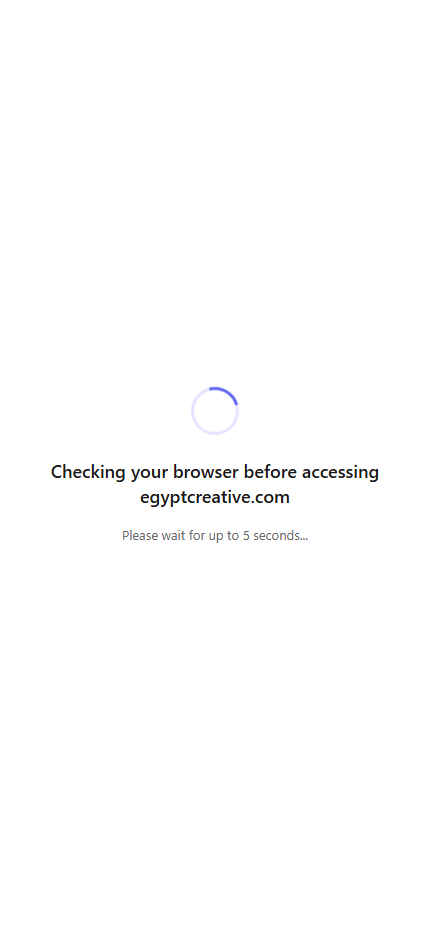 Checking your browser before accessing
egyptcreative.com
Please wait for up to 5 seconds...